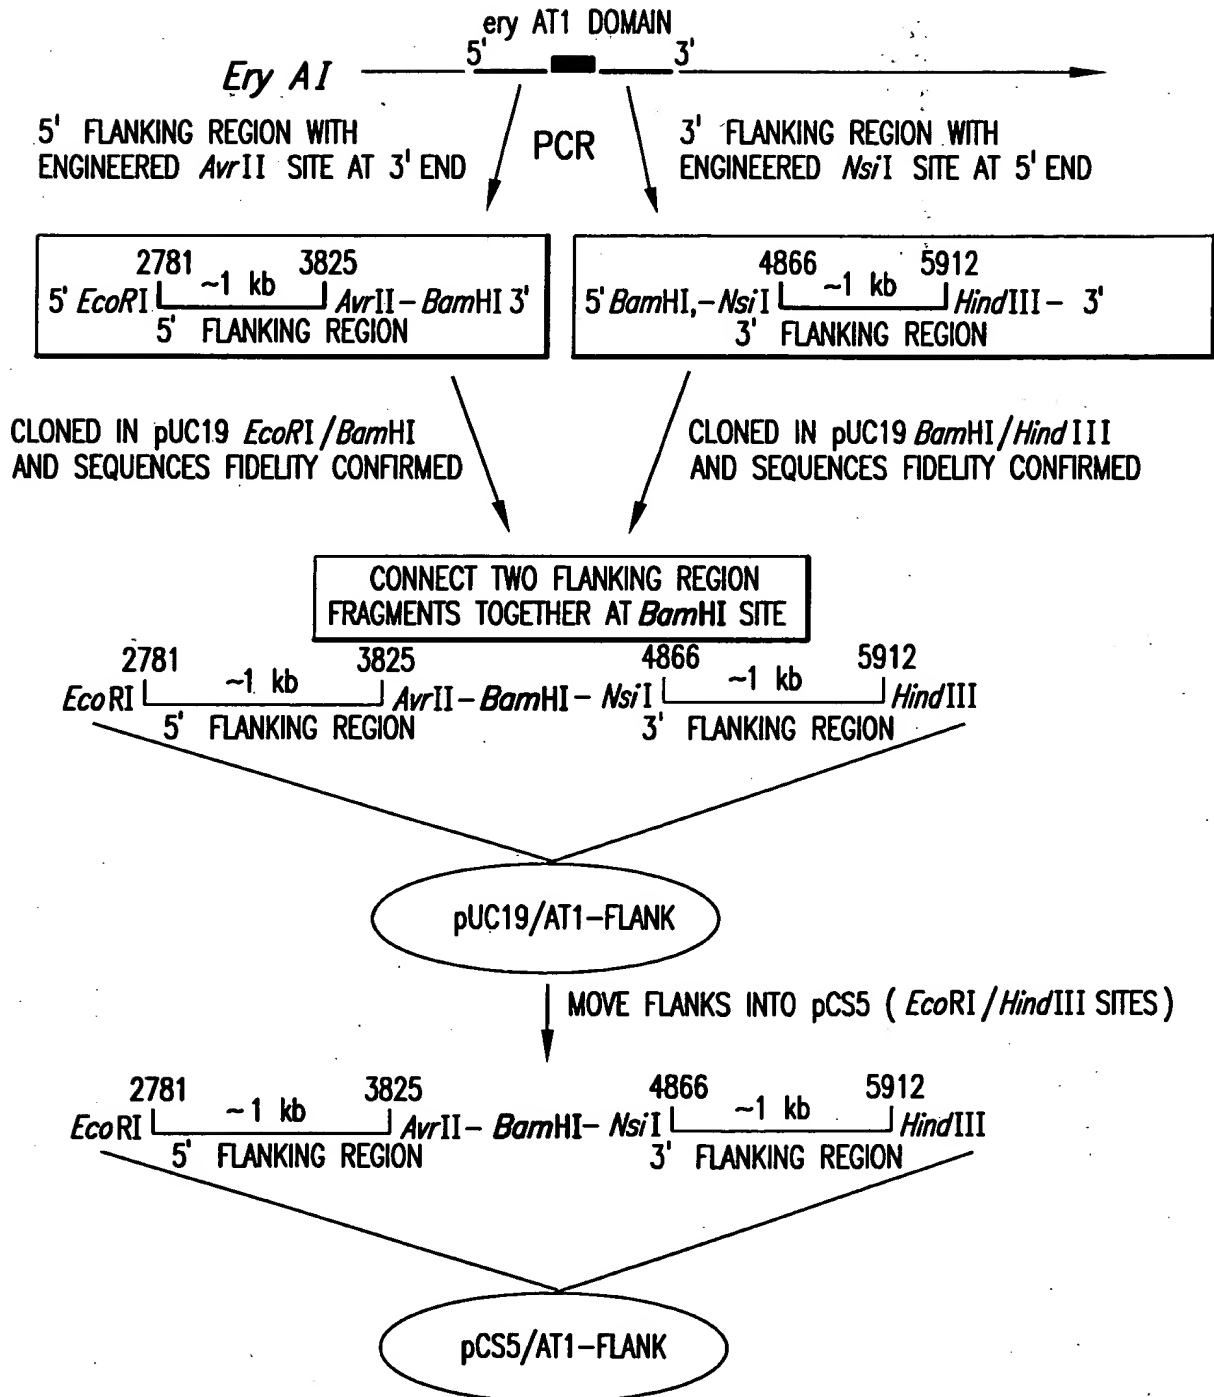 ery AT1 DOMAIN
5' 3'
Ery AI
5' FLANKING REGION WITH
ENGINEERED AvrII SITE AT 3' END
PCR
3' FLANKING REGION WITH
ENGINEERED NsiI SITE AT 5' END
2781 3825
~1 kb
5' EcoRI AvrII-BamHI 3'
5' FLANKING REGION
4866 5912
~1 kb
5' BamHI,-NsiI HindIII- 3'
3' FLANKING REGION
CLONED IN pUC19 EcoRI/BamHI
AND SEQUENCES FIDELITY CONFIRMED
CLONED IN pUC19 BamHI/HindIII
AND SEQUENCES FIDELITY CONFIRMED
CONNECT TWO FLANKING REGION
FRAGMENTS TOGETHER AT BamHI SITE
2781 3825 4866 5912
~1 kb ~1 kb
EcoRI AvrII-BamHI-NsiI HindIII
5' FLANKING REGION 3' FLANKING REGION
pUC19/AT1-FLANK
MOVE FLANKS INTO pCS5 (EcoRI/HindIII SITES)
2781 3825 4866 5912
~1 kb ~1 kb
EcoRI AvrII-BamHI-NsiI HindIII
5' FLANKING REGION 3' FLANKING REGION
pCS5/AT1-FLANK